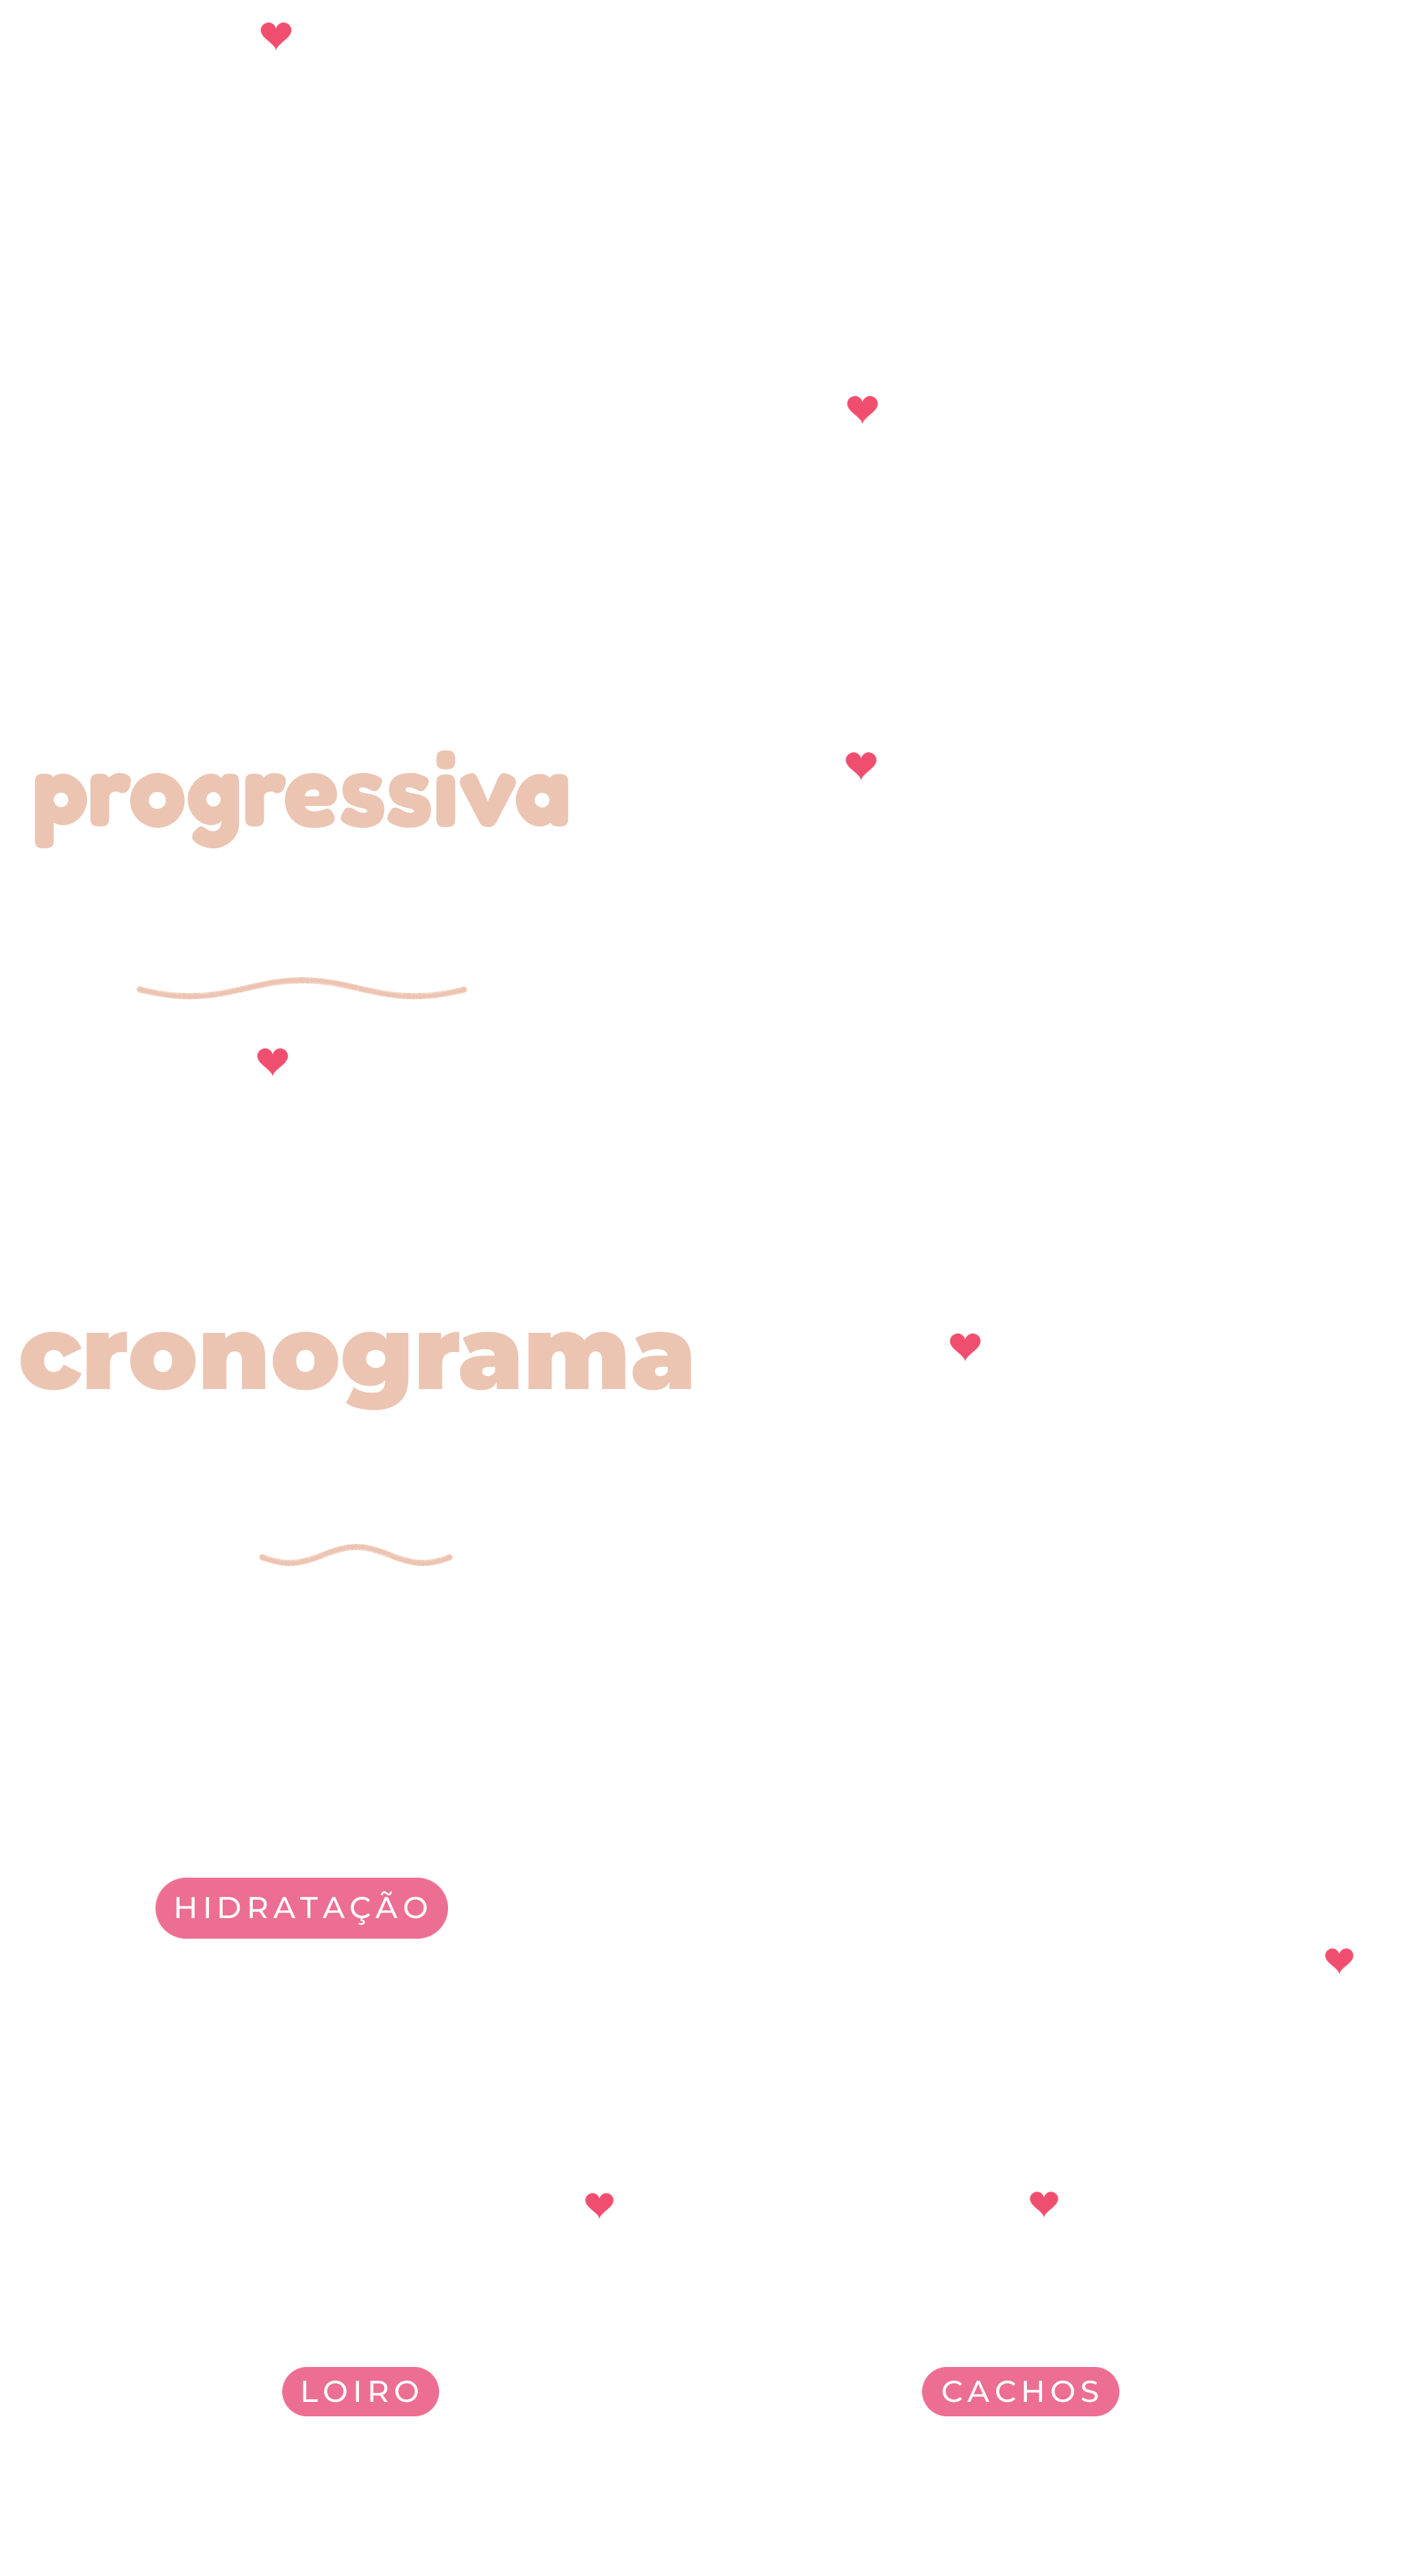 progressiva
cronograma
HIDRATAÇÃO
LOIRO
CACHOS